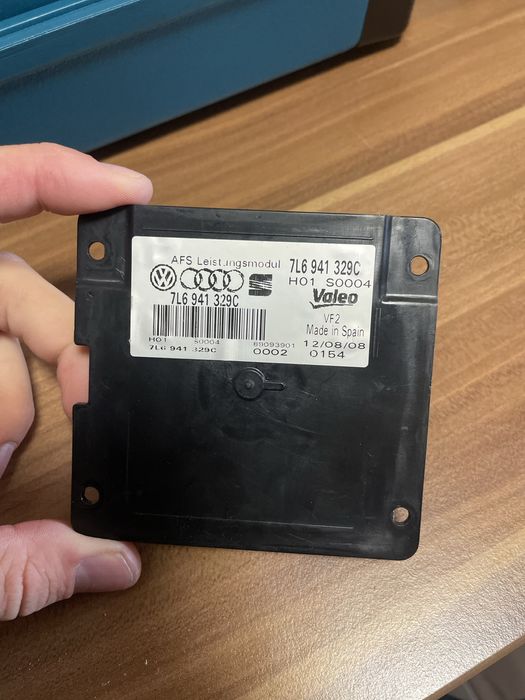 AFS Leistungsmodul
7L6 941 329C
H01 S0004
7L6 941 329C
Valeo
VF2
Made in Spain
H01 S0004 89093901
12/08/08
7L6 941 329C
0002 0154